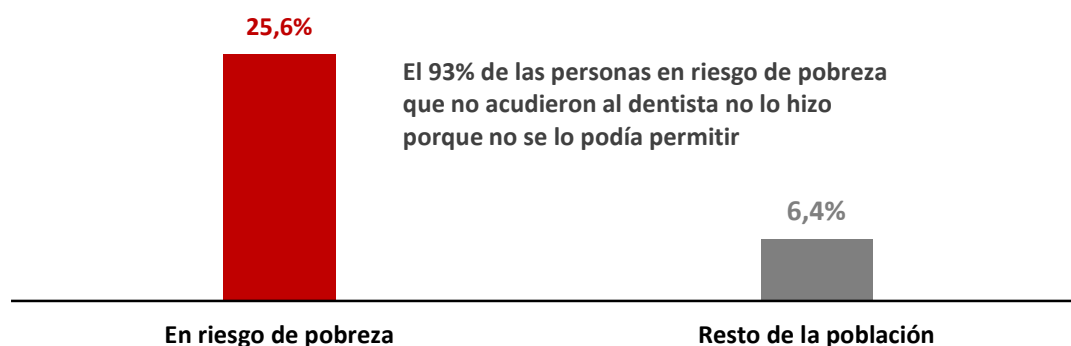 25,6%
El 93% de las personas en riesgo de pobreza
que no acudieron al dentista no lo hizo
porque no se lo podía permitir
6,4%
En riesgo de pobreza
Resto de la población